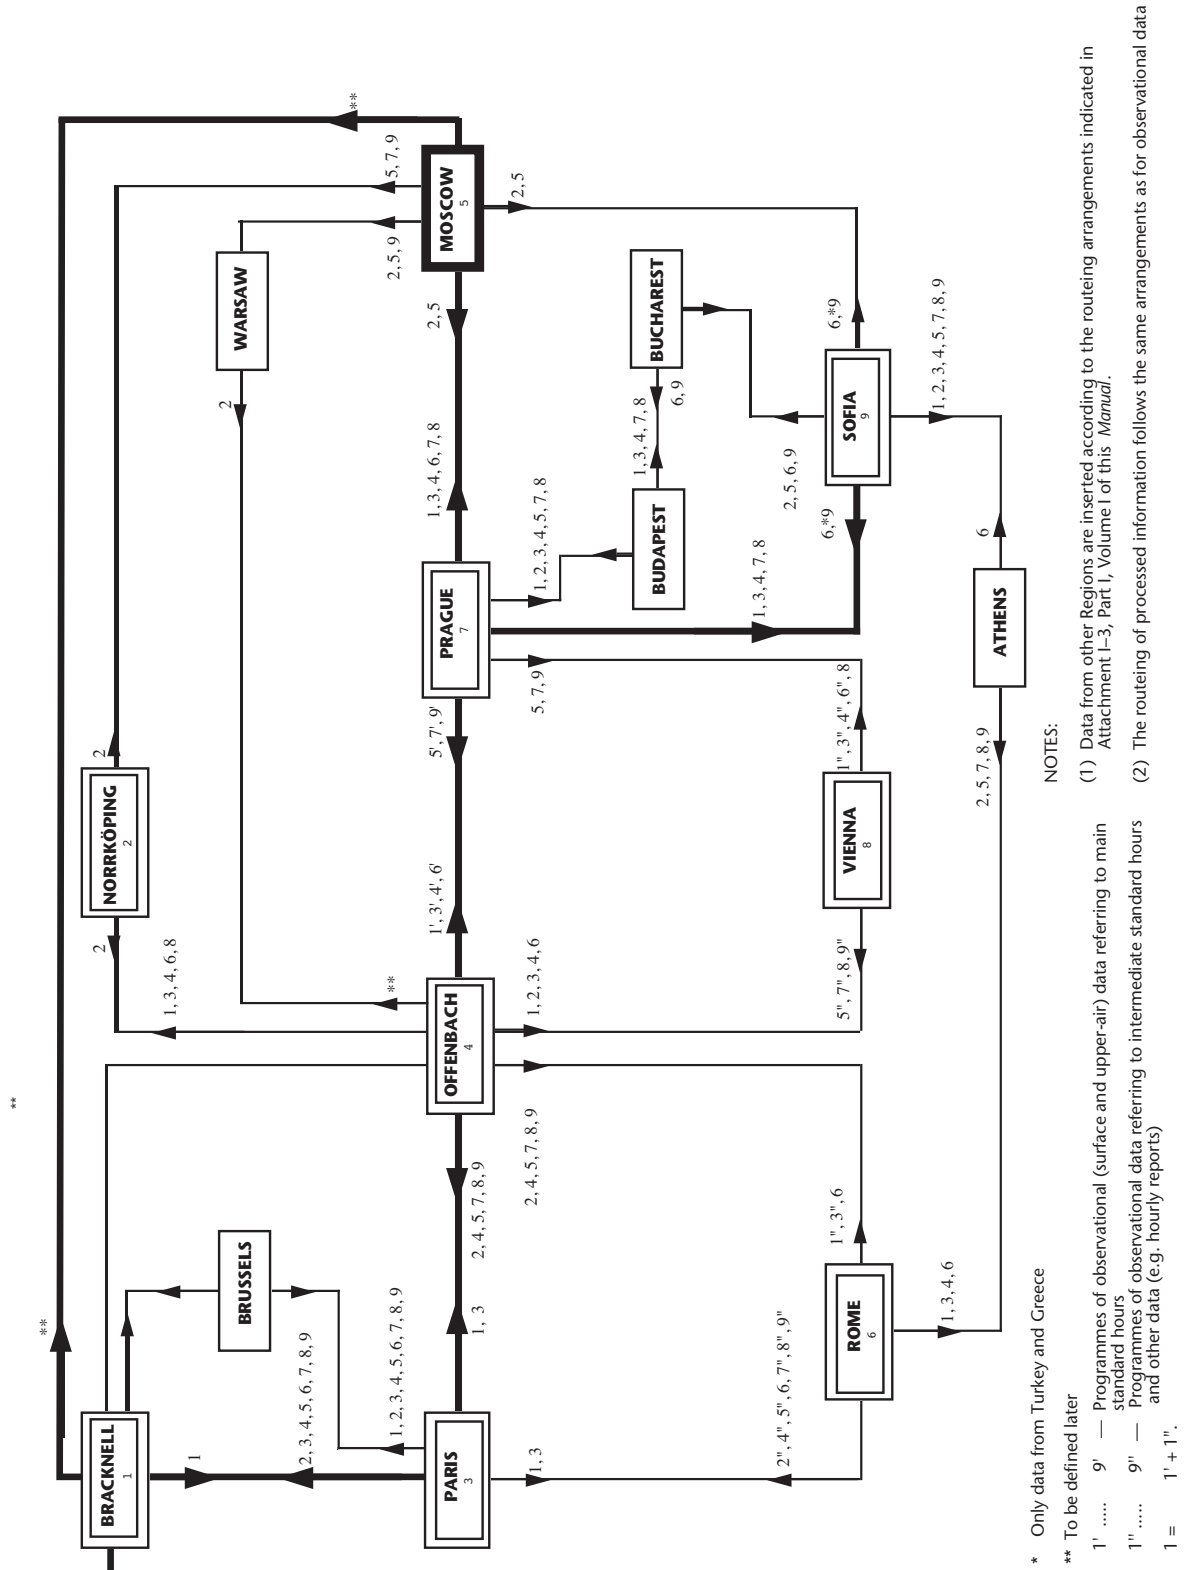 **
**
2
2
BRACKNELL
1
NORRKÖPING
2
1, 3, 4, 6, 8
1
2
BRUSSELS
WARSAW
2, 3, 4, 5, 6, 7, 8, 9
5, 7, 9
**
1, 2, 3, 4, 5, 6, 7, 8, 9
**
2, 5, 9
1', 3', 4', 6'
5', 7', 9'
1, 3, 4, 6, 7, 8
2, 5
PARIS
3
OFFENBACH
4
PRAGUE
7
MOSCOW
5
1, 3
2, 4, 5, 7, 8, 9
2, 5
1, 3
2, 4, 5, 7, 8, 9
1, 2, 3, 4, 6
5, 7, 9
1, 2, 3, 4, 5, 7, 8
1, 3, 4, 7, 8
BUDAPEST
BUCHAREST
6, 9
1, 3, 4, 7, 8
2", 4", 5", 6, 7", 8", 9"
2, 5, 6, 9
1", 3", 6
5", 7", 8, 9"
1", 3", 4", 6", 8
6,*9
6,*9
ROME
6
VIENNA
8
SOFIA
9
1, 3, 4, 6
1, 2, 3, 4, 5, 7, 8, 9
2, 5, 7, 8, 9
6
ATHENS
* Only data from Turkey and Greece
** To be defined later
1' ..... 9' — Programmes of observational (surface and upper-air) data referring to main
standard hours
1" ..... 9" — Programmes of observational data referring to intermediate standard hours
and other data (e.g. hourly reports)
1 = 1' + 1".
NOTES:
(1) Data from other Regions are inserted according to the routeing arrangements indicated in
Attachment I–3, Part I, Volume I of this Manual.
(2) The routeing of processed information follows the same arrangements as for observational data